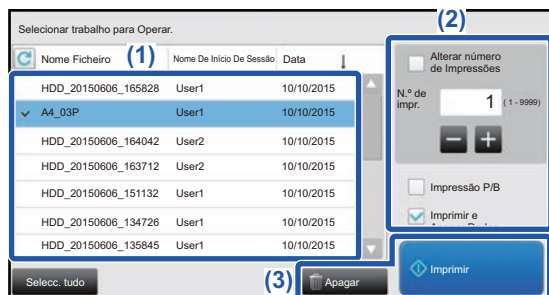 Selecionar trabalho para Operar.
(2)
Nome Ficheiro (1) Nome De Início De Sessão Data
HDD_20150606_165828 User1 10/10/2015
A4_03P User1 10/10/2015
HDD_20150606_164042 User2 10/10/2015
HDD_20150606_163712 User2 10/10/2015
HDD_20150606_151132 User1 10/10/2015
HDD_20150606_134726 User1 10/10/2015
HDD_20150606_135845 User1 10/10/2015
Alterar número
de Impressões
N.º de
impr. 1 (1 - 9999)
Impressão P/B
Imprimir e
Selecc. tudo
(3)
Apagar
Imprimir